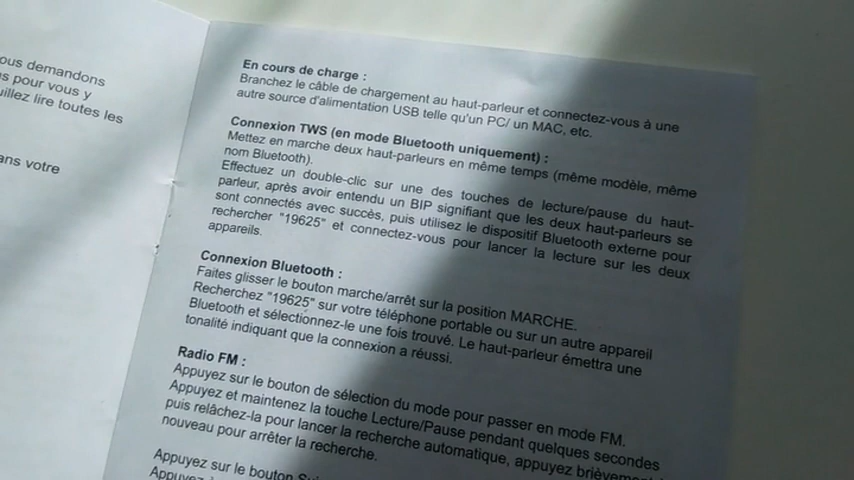 ous demandons
s pour vous y
uillez lire toutes les
ans votre
En cours de charge :
Branchez le câble de chargement au haut-parleur et connectez-vous à une
autre source d'alimentation USB telle qu'un PC/ un MAC, etc.
Connexion TWS (en mode Bluetooth uniquement) :
Mettez en marche deux haut-parleurs en même temps (même modèle, même
nom Bluetooth).
Effectuez un double-clic sur une des touches de lecture/pause du haut-
parleur, après avoir entendu un BIP signifiant que les deux haut-parleurs se
sont connectés avec succès, puis utilisez le dispositif Bluetooth externe pour
rechercher "19625" et connectez-vous pour lancer la lecture sur les deux
appareils.
Connexion Bluetooth :
Faites glisser le bouton marche/arrêt sur la position MARCHE.
Recherchez "19625" sur votre téléphone portable ou sur un autre appareil
Bluetooth et sélectionnez-le une fois trouvé. Le haut-parleur émettra une
tonalité indiquant que la connexion a réussi.
Radio FM :
Appuyez sur le bouton de sélection du mode pour passer en mode FM.
Appuyez et maintenez la touche Lecture/Pause pendant quelques secondes
puis relâchez-la pour lancer la recherche automatique, appuyez brièvement
nouveau pour arrêter la recherche.
Appuyez sur le bouton
Appuyez